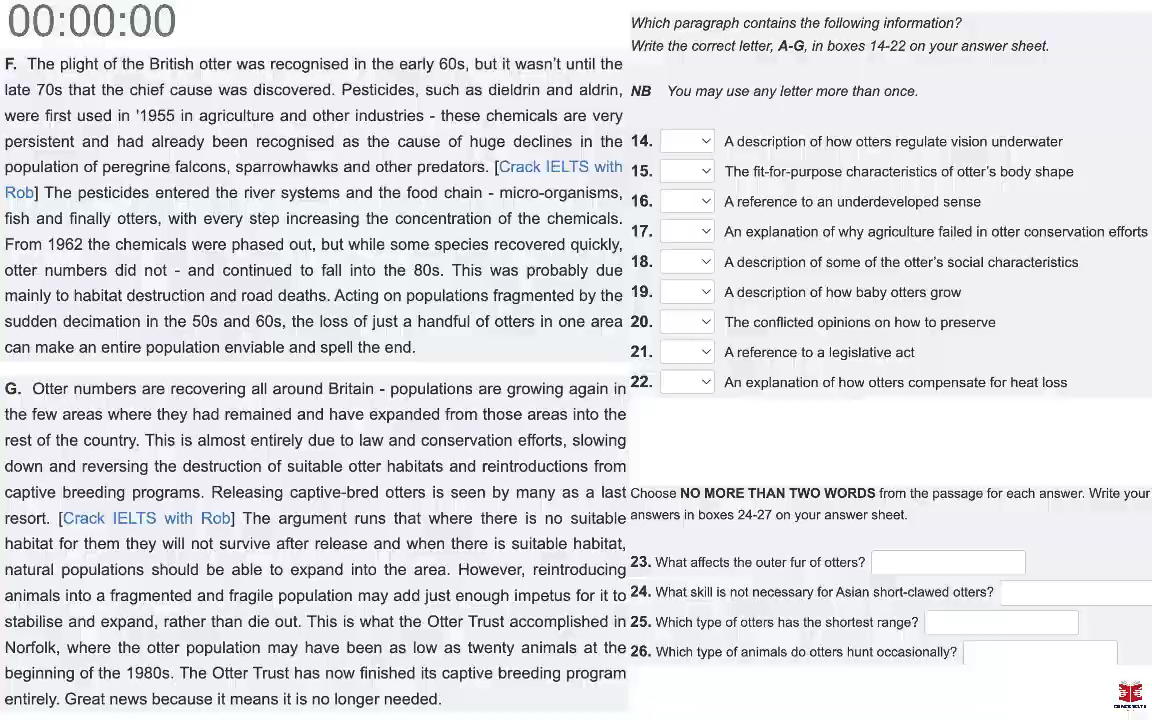 00:00:00
F. The plight of the British otter was recognised in the early 60s, but it wasn't until the
late 70s that the chief cause was discovered. Pesticides, such as dieldrin and aldrin,
were first used in '1955 in agriculture and other industries - these chemicals are very
persistent and had already been recognised as the cause of huge declines in the
population of peregrine falcons, sparrowhawks and other predators. [Crack IELTS with
Rob] The pesticides entered the river systems and the food chain - micro-organisms,
fish and finally otters, with every step increasing the concentration of the chemicals.
From 1962 the chemicals were phased out, but while some species recovered quickly,
otter numbers did not - and continued to fall into the 80s. This was probably due
mainly to habitat destruction and road deaths. Acting on populations fragmented by the
sudden decimation in the 50s and 60s, the loss of just a handful of otters in one area
can make an entire population enviable and spell the end.
G. Otter numbers are recovering all around Britain - populations are growing again in
the few areas where they had remained and have expanded from those areas into the
rest of the country. This is almost entirely due to law and conservation efforts, slowing
down and reversing the destruction of suitable otter habitats and reintroductions from
captive breeding programs. Releasing captive-bred otters is seen by many as a last
resort. [Crack IELTS with Rob] The argument runs that where there is no suitable
habitat for them they will not survive after release and when there is suitable habitat,
natural populations should be able to expand into the area. However, reintroducing
animals into a fragmented and fragile population may add just enough impetus for it to
stabilise and expand, rather than die out. This is what the Otter Trust accomplished in
Norfolk, where the otter population may have been as low as twenty animals at the
beginning of the 1980s. The Otter Trust has now finished its captive breeding program
entirely. Great news because it means it is no longer needed.
Which paragraph contains the following information?
Write the correct letter, A-G, in boxes 14-22 on your answer sheet.
NB You may use any letter more than once.
14. A description of how otters regulate vision underwater
15. The fit-for-purpose characteristics of otter's body shape
16. A reference to an underdeveloped sense
17. An explanation of why agriculture failed in otter conservation efforts
18. A description of some of the otter's social characteristics
19. A description of how baby otters grow
20. The conflicted opinions on how to preserve
21. A reference to a legislative act
22. An explanation of how otters compensate for heat loss
Choose NO MORE THAN TWO WORDS from the passage for each answer. Write your
answers in boxes 24-27 on your answer sheet.
23. What affects the outer fur of otters?
24. What skill is not necessary for Asian short-clawed otters?
25. Which type of otters has the shortest range?
26. Which type of animals do otters hunt occasionally?
CRACK IELTS